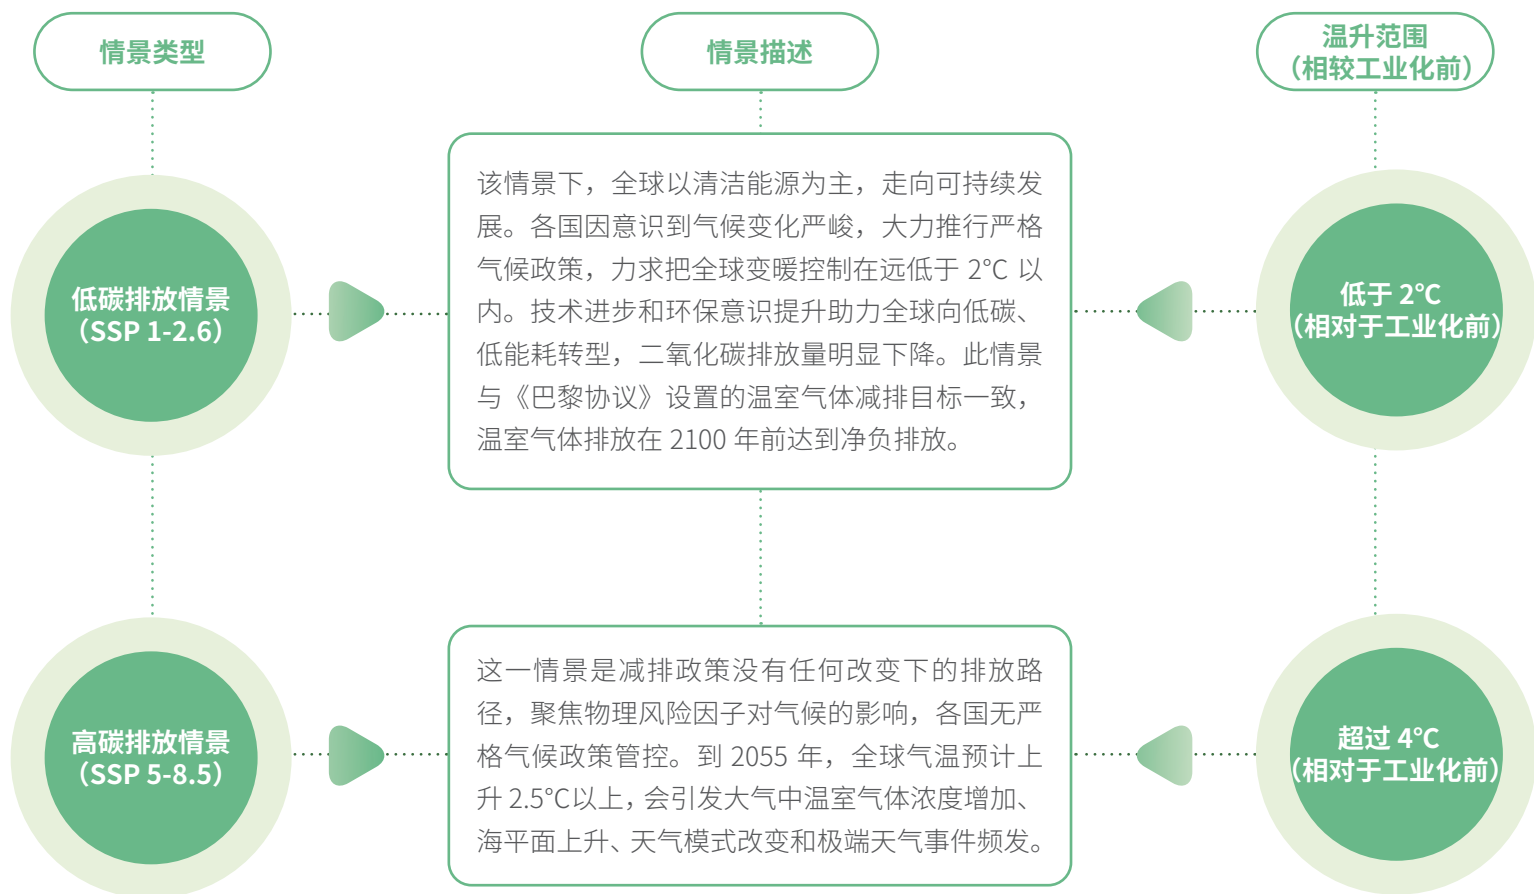 情景类型
情景描述
温升范围
（相较工业化前）
低碳排放情景
（SSP 1-2.6）
该情景下，全球以清洁能源为主，走向可持续发
展。各国因意识到气候变化严峻，大力推行严格
气候政策，力求把全球变暖控制在远低于 2℃ 以
内。技术进步和环保意识提升助力全球向低碳、
低能耗转型，二氧化碳排放量明显下降。此情景
与《巴黎协议》设置的温室气体减排目标一致，
温室气体排放在 2100 年前达到净负排放。
低于 2℃
（相对于工业化前）
高碳排放情景
（SSP 5-8.5）
这一情景是减排政策没有任何改变下的排放路
径，聚焦物理风险因子对气候的影响，各国无严
格气候政策管控。到 2055 年，全球气温预计上
升 2.5℃以上，会引发大气中温室气体浓度增加、
海平面上升、天气模式改变和极端天气事件频发。
超过 4℃
（相对于工业化前）